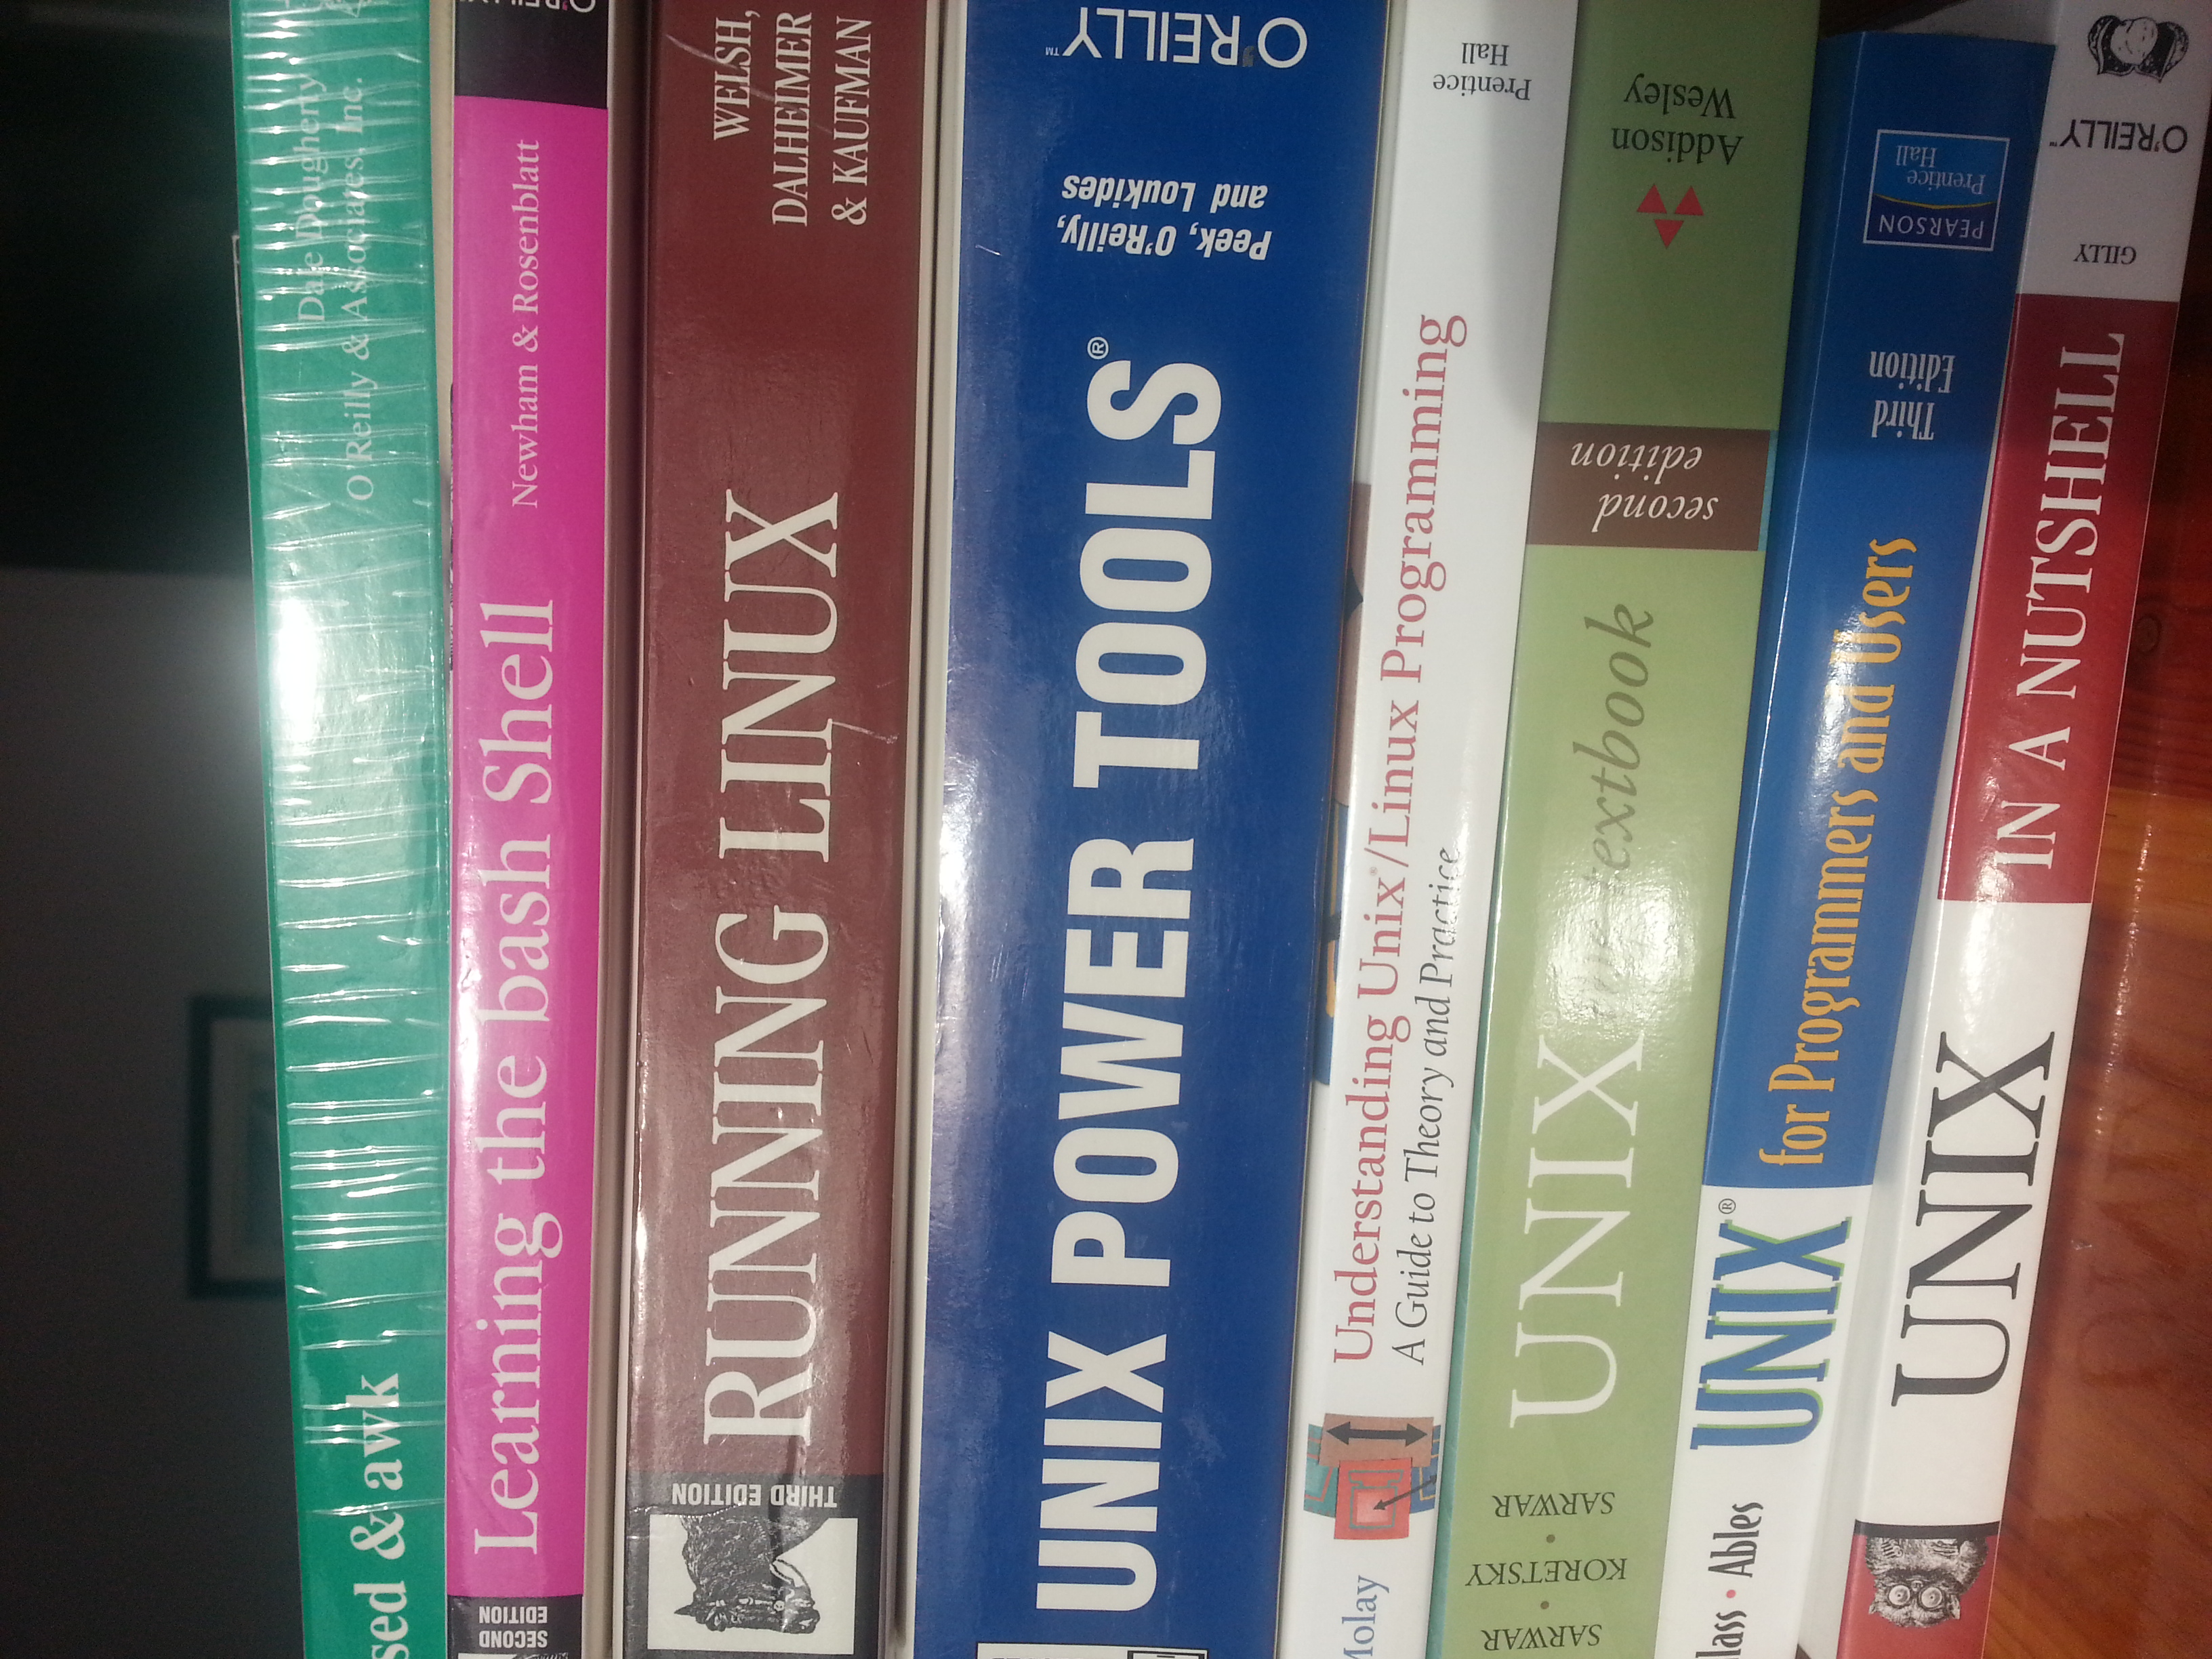 sed & awk
Dale Dougherty
O'Reilly & Associates, Inc.
SECOND
EDITION
Learning the bash Shell
Newham & Rosenblatt
THIRD EDITION
RUNNING LINUX
WELSH,
DALHEIMER
& KAUFMAN
UNIX POWER TOOLS®
Peek, O'Reilly,
and Loukides
O'REILLY™
Molay
Understanding Unix®/Linux Programming
A Guide to Theory and Practice
Prentice
Hall
SARWAR
•
KORETSKY
•
SARWAR
UNIX® the textbook
second
edition
Addison
Wesley
lass • Ables
UNIX®
for Programmers and Users
Third
Edition
PEARSON
Prentice
Hall
UNIX
IN A NUTSHELL
GILLY
O'REILLY™